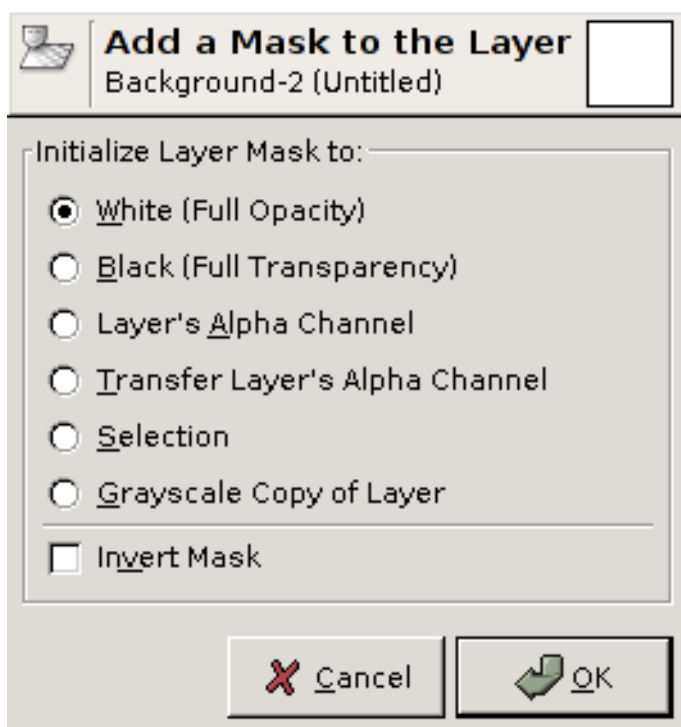 Add a Mask to the Layer
Background-2 (Untitled)
Initialize Layer Mask to:
White (Full Opacity)
Black (Full Transparency)
Layer's Alpha Channel
Transfer Layer's Alpha Channel
Selection
Grayscale Copy of Layer
Invert Mask
Cancel
OK